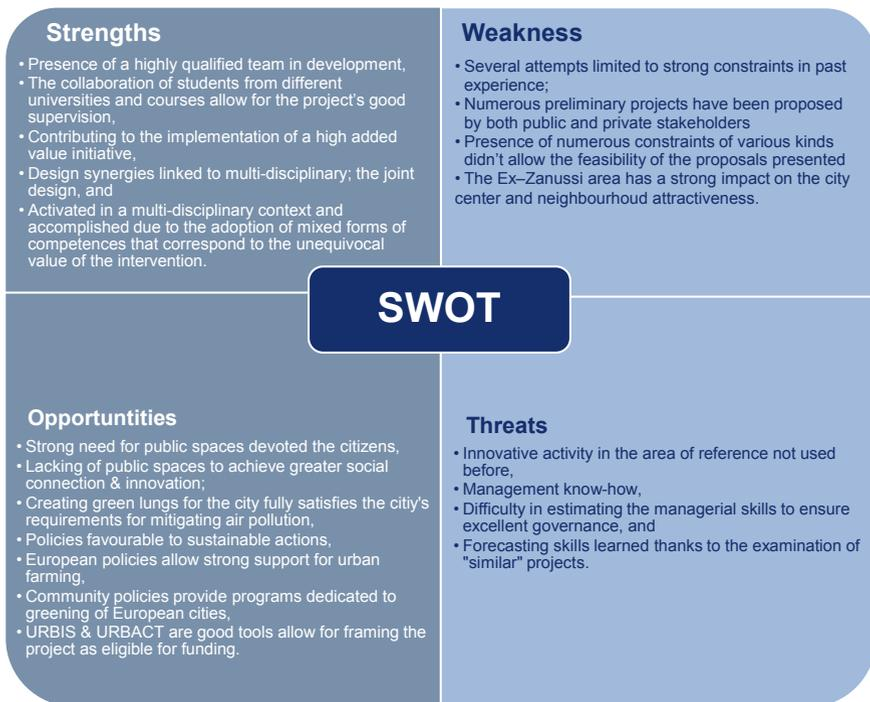 Strengths
• Presence of a highly qualified team in development,
• The collaboration of students from different
universities and courses allow for the project's good
supervision,
• Contributing to the implementation of a high added
value initiative,
• Design synergies linked to multi-disciplinary; the joint
design, and
• Activated in a multi-disciplinary context and
accomplished due to the adoption of mixed forms of
competences that correspond to the unequivocal
value of the intervention.
Weakness
• Several attempts limited to strong constraints in past
experience;
• Numerous preliminary projects have been proposed
by both public and private stakeholders
• Presence of numerous constraints of various kinds
didn't allow the feasibility of the proposals presented
• The Ex–Zanussi area has a strong impact on the city
center and neighbourhoud attractiveness.
SWOT
Opportuntities
• Strong need for public spaces devoted the citizens,
• Lacking of public spaces to achieve greater social
connection & innovation;
• Creating green lungs for the city fully satisfies the citiy's
requirements for mitigating air pollution,
• Policies favourable to sustainable actions,
• European policies allow strong support for urban
farming,
• Community policies provide programs dedicated to
greening of European cities,
• URBIS & URBACT are good tools allow for framing the
project as eligible for funding.
Threats
• Innovative activity in the area of reference not used
before,
• Management know-how,
• Difficulty in estimating the managerial skills to ensure
excellent governance, and
• Forecasting skills learned thanks to the examination of
"similar" projects.